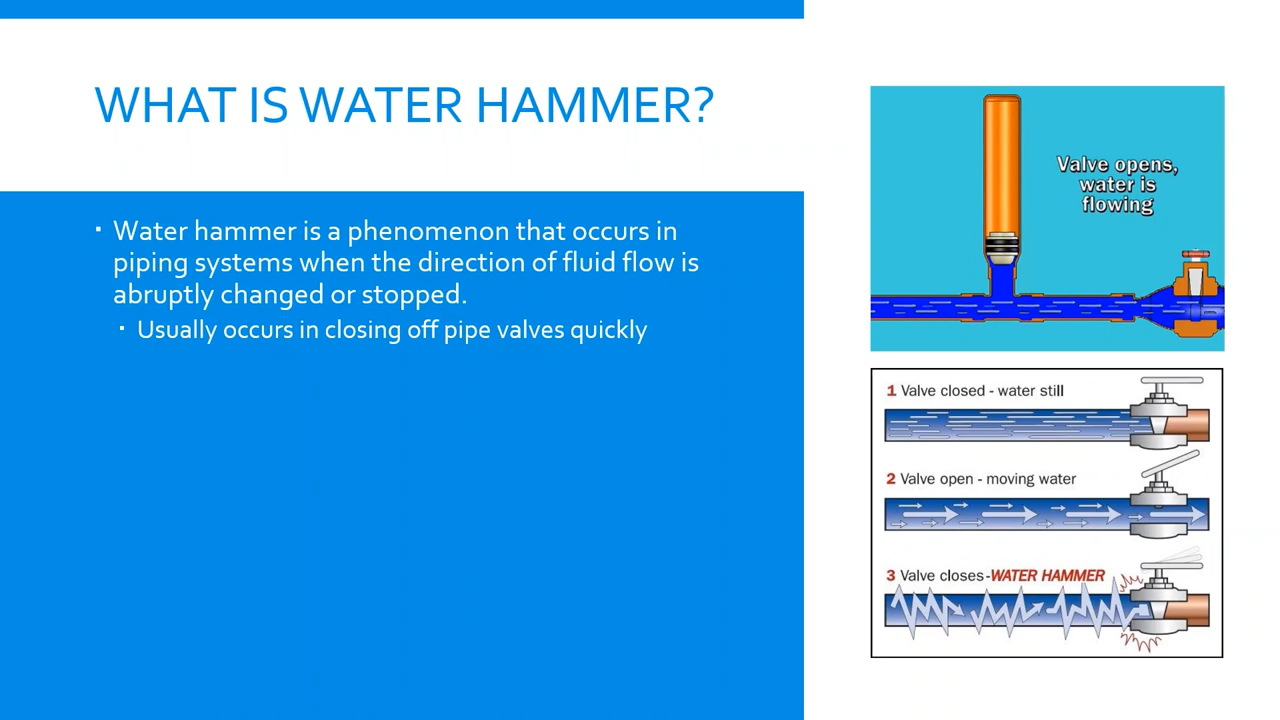 WHAT IS WATER HAMMER?
▪ Water hammer is a phenomenon that occurs in
piping systems when the direction of fluid flow is
abruptly changed or stopped.
▪ Usually occurs in closing off pipe valves quickly
Valve opens,
water is
flowing
1 Valve closed - water still
2 Valve open - moving water
3 Valve closes-WATER HAMMER